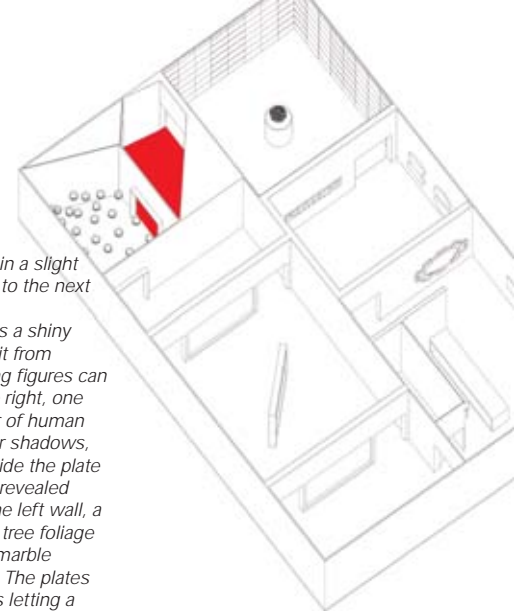 in a slight
to the next
s a shiny
it from
g figures can
right, one
of human
r shadows,
ide the plate
revealed
e left wall, a
tree foliage
marble
The plates
s letting a